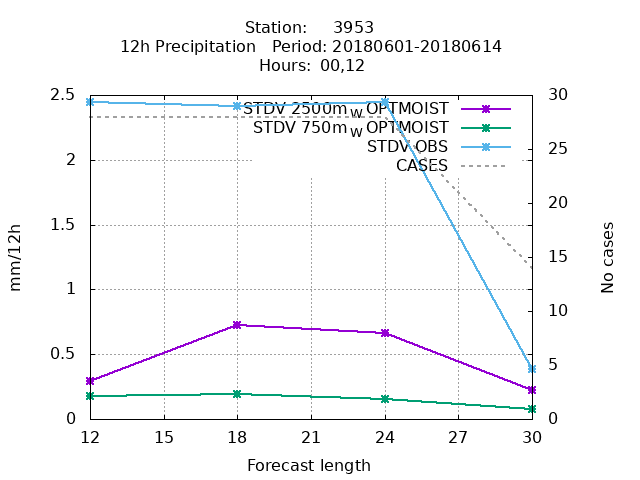 Station: 3953
12h Precipitation Period: 20180601-20180614
Hours: 00,12
2.5
2
1.5
1
0.5
0
mm/12h
STDV 2500m_W OPTMOIST
STDV 750m_W OPTMOIST
STDV OBS
CASES
30
25
20
15
10
5
0
No cases
12 15 18 21 24 27 30
Forecast length